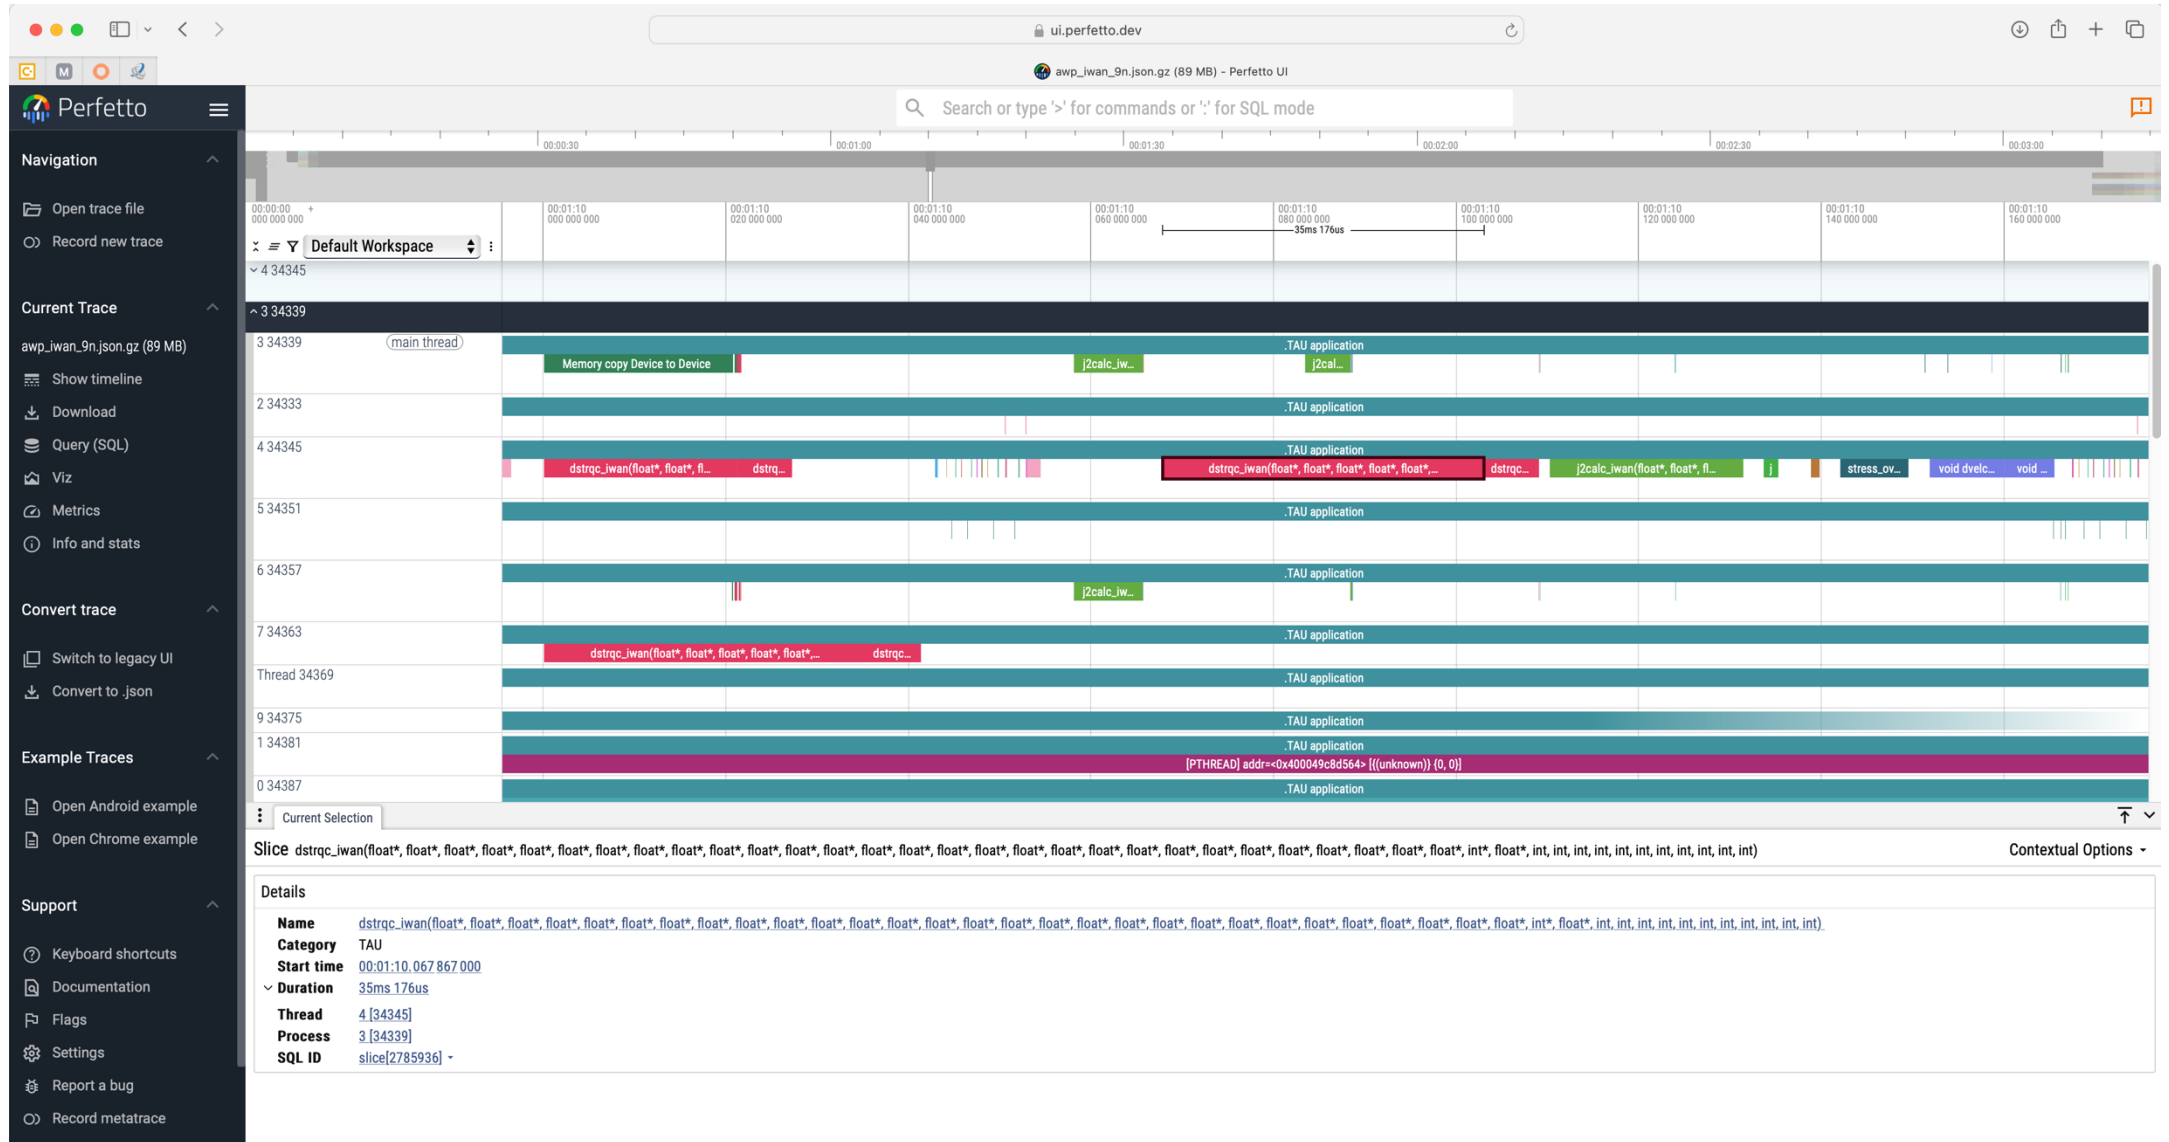 ui.perfetto.dev
M
awp_iwan_9n.json.gz (89 MB) - Perfetto UI
Perfetto
Search or type '>' for commands or ':' for SQL mode
Navigation
Open trace file
Record new trace
Current Trace
awp_iwan_9n.json.gz (89 MB)
Show timeline
Download
Query (SQL)
Viz
Metrics
Info and stats
Convert trace
Switch to legacy UI
Convert to .json
Example Traces
Open Android example
Open Chrome example
Support
Keyboard shortcuts
Documentation
Flags
Settings
Report a bug
Record metatrace
00:00:30 00:01:00 00:01:30 00:02:00 00:02:30 00:03:00
00:00:00 + 00:01:10 00:01:10 00:01:10 00:01:10 00:01:10 00:01:10 00:01:10 00:01:10 00:01:10
000 000 000 000 000 000 020 000 000 040 000 000 060 000 000 080 000 000 100 000 000 120 000 000 140 000 000 160 000 000
35ms 176us
Default Workspace
4 34345
3 34339
3 34339 main thread .TAU application
Memory copy Device to Device j2calc_iw... j2cal...
2 34333 .TAU application
4 34345 .TAU application
dstrqc_iwan(float*, float*, fl... dstrq... dstrqc_iwan(float*, float*, float*, float*, float*,... dstrqc... j2calc_iwan(float*, float*, fl... j stress_ov... void dvelc... void ...
5 34351 .TAU application
6 34357 .TAU application
j2calc_iw...
7 34363 .TAU application
dstrqc_iwan(float*, float*, float*, float*, float*,... dstrqc...
Thread 34369 .TAU application
9 34375 .TAU application
1 34381 .TAU application
[PTHREAD] addr=<0x400049c8d564> [{(unknown)} {0, 0}]
0 34387 .TAU application
Current Selection
Slice dstrqc_iwan(float*, float*, float*, float*, float*, float*, float*, float*, float*, float*, float*, float*, float*, float*, float*, float*, float*, float*, float*, float*, float*, float*, float*, float*, float*, float*, float*, float*, float*, int*, float*, int, int, int, int, int, int, int, int, int, int, int)
Contextual Options
Details
Name dstrqc_iwan(float*, float*, float*, float*, float*, float*, float*, float*, float*, float*, float*, float*, float*, float*, float*, float*, float*, float*, float*, float*, float*, float*, float*, float*, float*, float*, float*, float*, float*, int*, float*, int, int, int, int, int, int, int, int, int, int, int)
Category TAU
Start time 00:01:10.067 867 000
Duration 35ms 176us
Thread 4 [34345]
Process 3 [34339]
SQL ID slice[2785936]